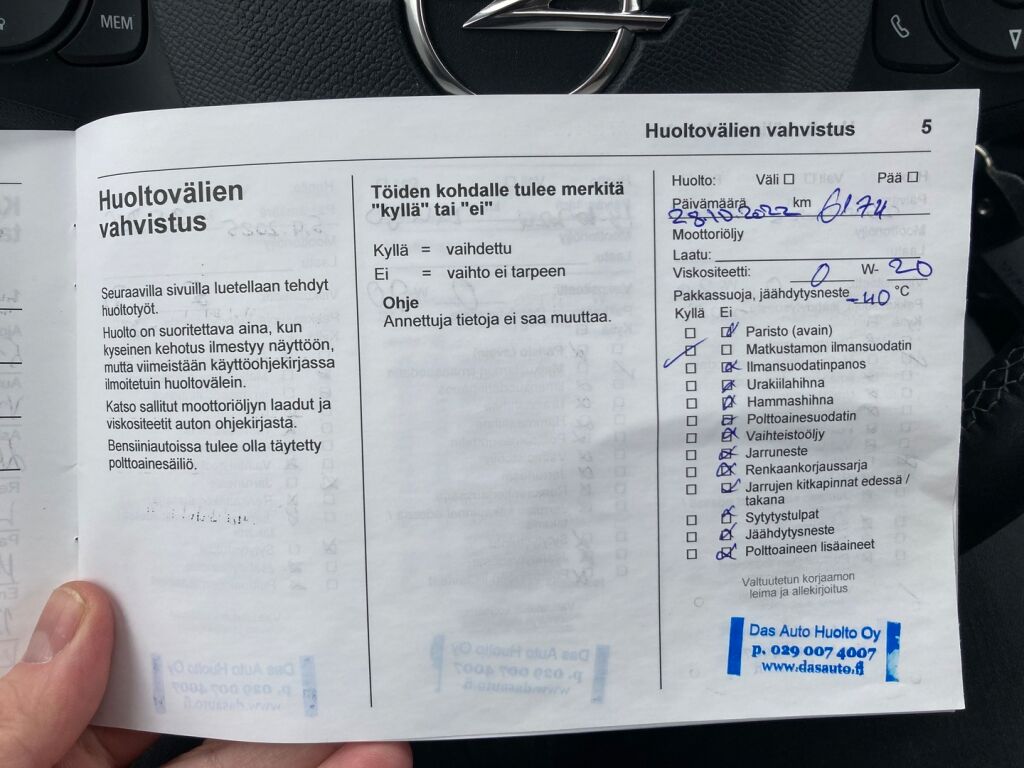 MEM
Huoltovälien vahvistus 5
Huoltovälien
vahvistus
Seuraavilla sivuilla luetellaan tehdyt
huoltotyöt.
Huolto on suoritettava aina, kun
kyseinen kehotus ilmestyy näyttöön,
mutta viimeistään käyttöohjekirjassa
ilmoitetuin huoltovälein.
Katso sallitut moottoriöljyn laadut ja
viskositeetit auton ohjekirjasta.
Bensiiniautoissa tulee olla täytetty
polttoainesäiliö.
Töiden kohdalle tulee merkitä
"kyllä" tai "ei"
Kyllä = vaihdettu
Ei = vaihto ei tarpeen
Ohje
Annettuja tietoja ei saa muuttaa.
Huolto: Väli Pää
Päivämäärä 28.10.2022 km 6174
Moottoriöljy
Laatu:
Viskositeetti: 0 W- 20
Pakkassuoja, jäähdytysneste -40 °C
Kyllä Ei
Paristo (avain)
Matkustamon ilmansuodatin
Ilmansuodatinpanos
Urakiilahihna
Hammashihna
Polttoainesuodatin
Vaihteistoöljy
Jarruneste
Renkaankorjaussarja
Jarrujen kitkapinnat edessä /
takana
Sytytystulpat
Jäähdytysneste
Polttoaineen lisäaineet
Valtuutetun korjaamon
leima ja allekirjoitus
Das Auto Huolto Oy
p. 029 007 4007
www.dasauto.fi